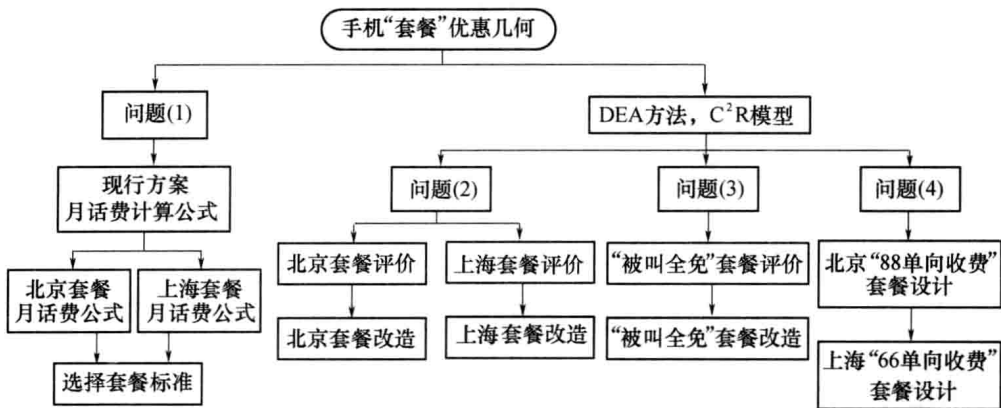 手机“套餐”优惠几何
问题(1)
DEA方法，C²R模型
现行方案
月话费计算公式
问题(2)
问题(3)
问题(4)
北京套餐
月话费公式
上海套餐
月话费公式
选择套餐标准
北京套餐评价
上海套餐评价
“被叫全免”套餐评价
北京“88单向收费”
套餐设计
北京套餐改造
上海套餐改造
“被叫全免”套餐改造
上海“66单向收费”
套餐设计